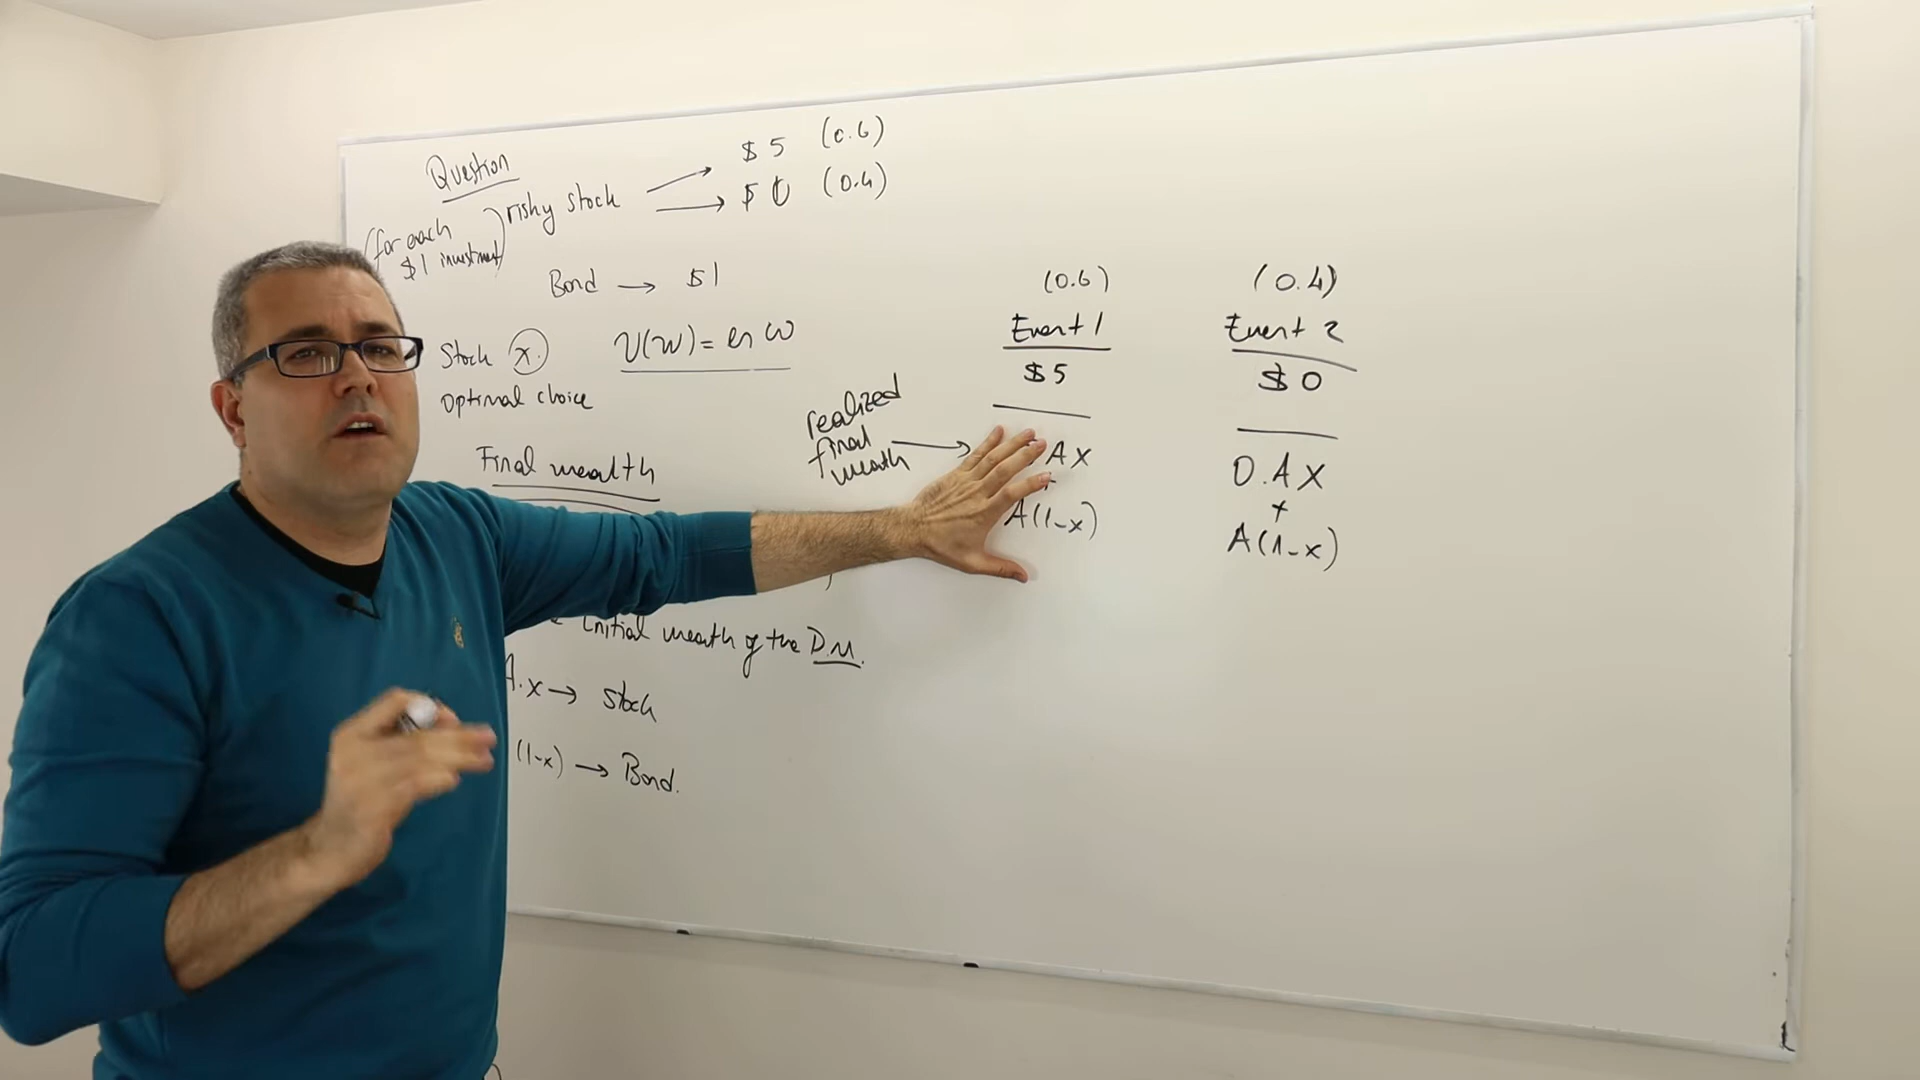 Question
risky stock → $5 (0.6)
→ $0 (0.4)
(for each
$1 investment)
Bond → $1
Stock x.
U(w) = ln w
optimal choice
Final wealth
realized
final
wealth →
(0.6)
Event 1
$5
Ax
+
A(1-x)
(0.4)
Event 2
$0
0.Ax
+
A(1-x)
initial wealth of the D.M.
A.x → stock
(1-x) → Bond.